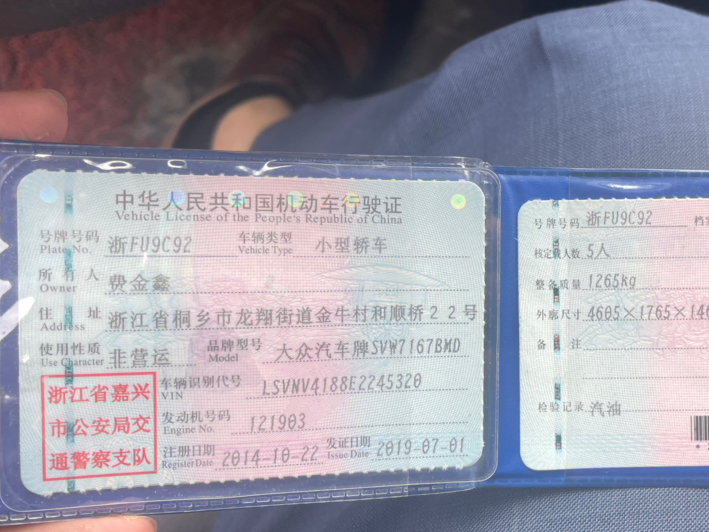 中华人民共和国机动车行驶证
Vehicle License of the People's Republic of China
号牌号码 浙FU9C92 车辆类型 小型轿车
Plate No. Vehicle Type
所有人 费金鑫
Owner
住址 浙江省桐乡市龙翔街道金牛村和顺桥22号
Address
使用性质 非营运 品牌型号 大众汽车牌SVW7167BMD
Use Character Model
浙江省嘉兴
市公安局交
通警察支队
车辆识别代号 LSVNV4188E2245320
VIN
发动机号码 121903
Engine No.
注册日期 2014-10-22 发证日期 2019-07-01
Register Date Issue Date
号牌号码 浙FU9C92 档
核定载人数 5人
整备质量 1265kg
外廓尺寸 4605×1765×146
备注
检验记录 汽油